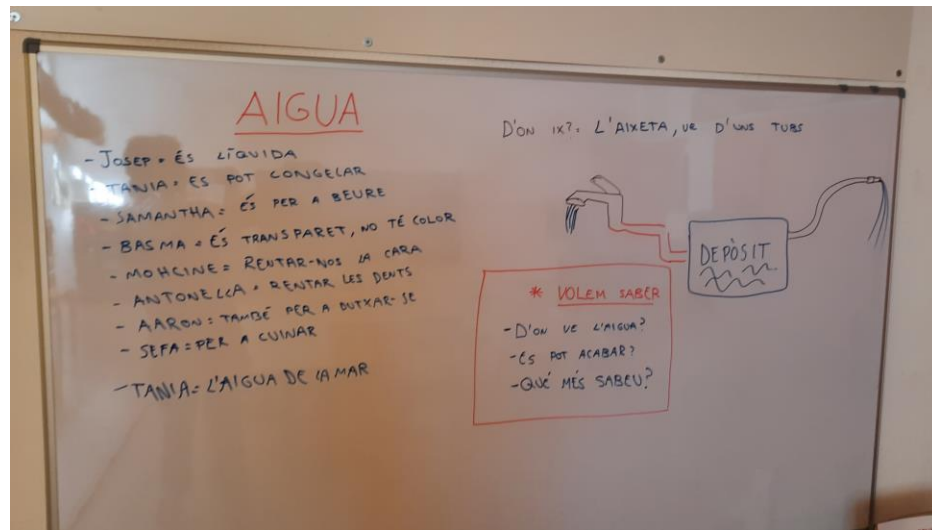 AIGUA
- JOSEP = ÉS LÍQUIDA
- TANIA = ES POT CONGELAR
- SAMANTHA = ÉS PER A BEURE
- BASMA = ÉS TRANSPARET, NO TÉ COLOR
- MOHCINE = RENTAR-NOS LA CARA
- ANTONELLA = RENTAR LES DENTS
- AARON = TAMBÉ PER A DUTXAR-SE
- SEFA = PER A CUINAR
- TANIA = L'AIGUA DE LA MAR
D'ON IX?: L'AIXETA, VE D'UNS TUBS
DEPÒSIT
* VOLEM SABER
- D'ON VE L'AIGUA?
- ES POT ACABAR?
- QUÉ MÉS SABEU?